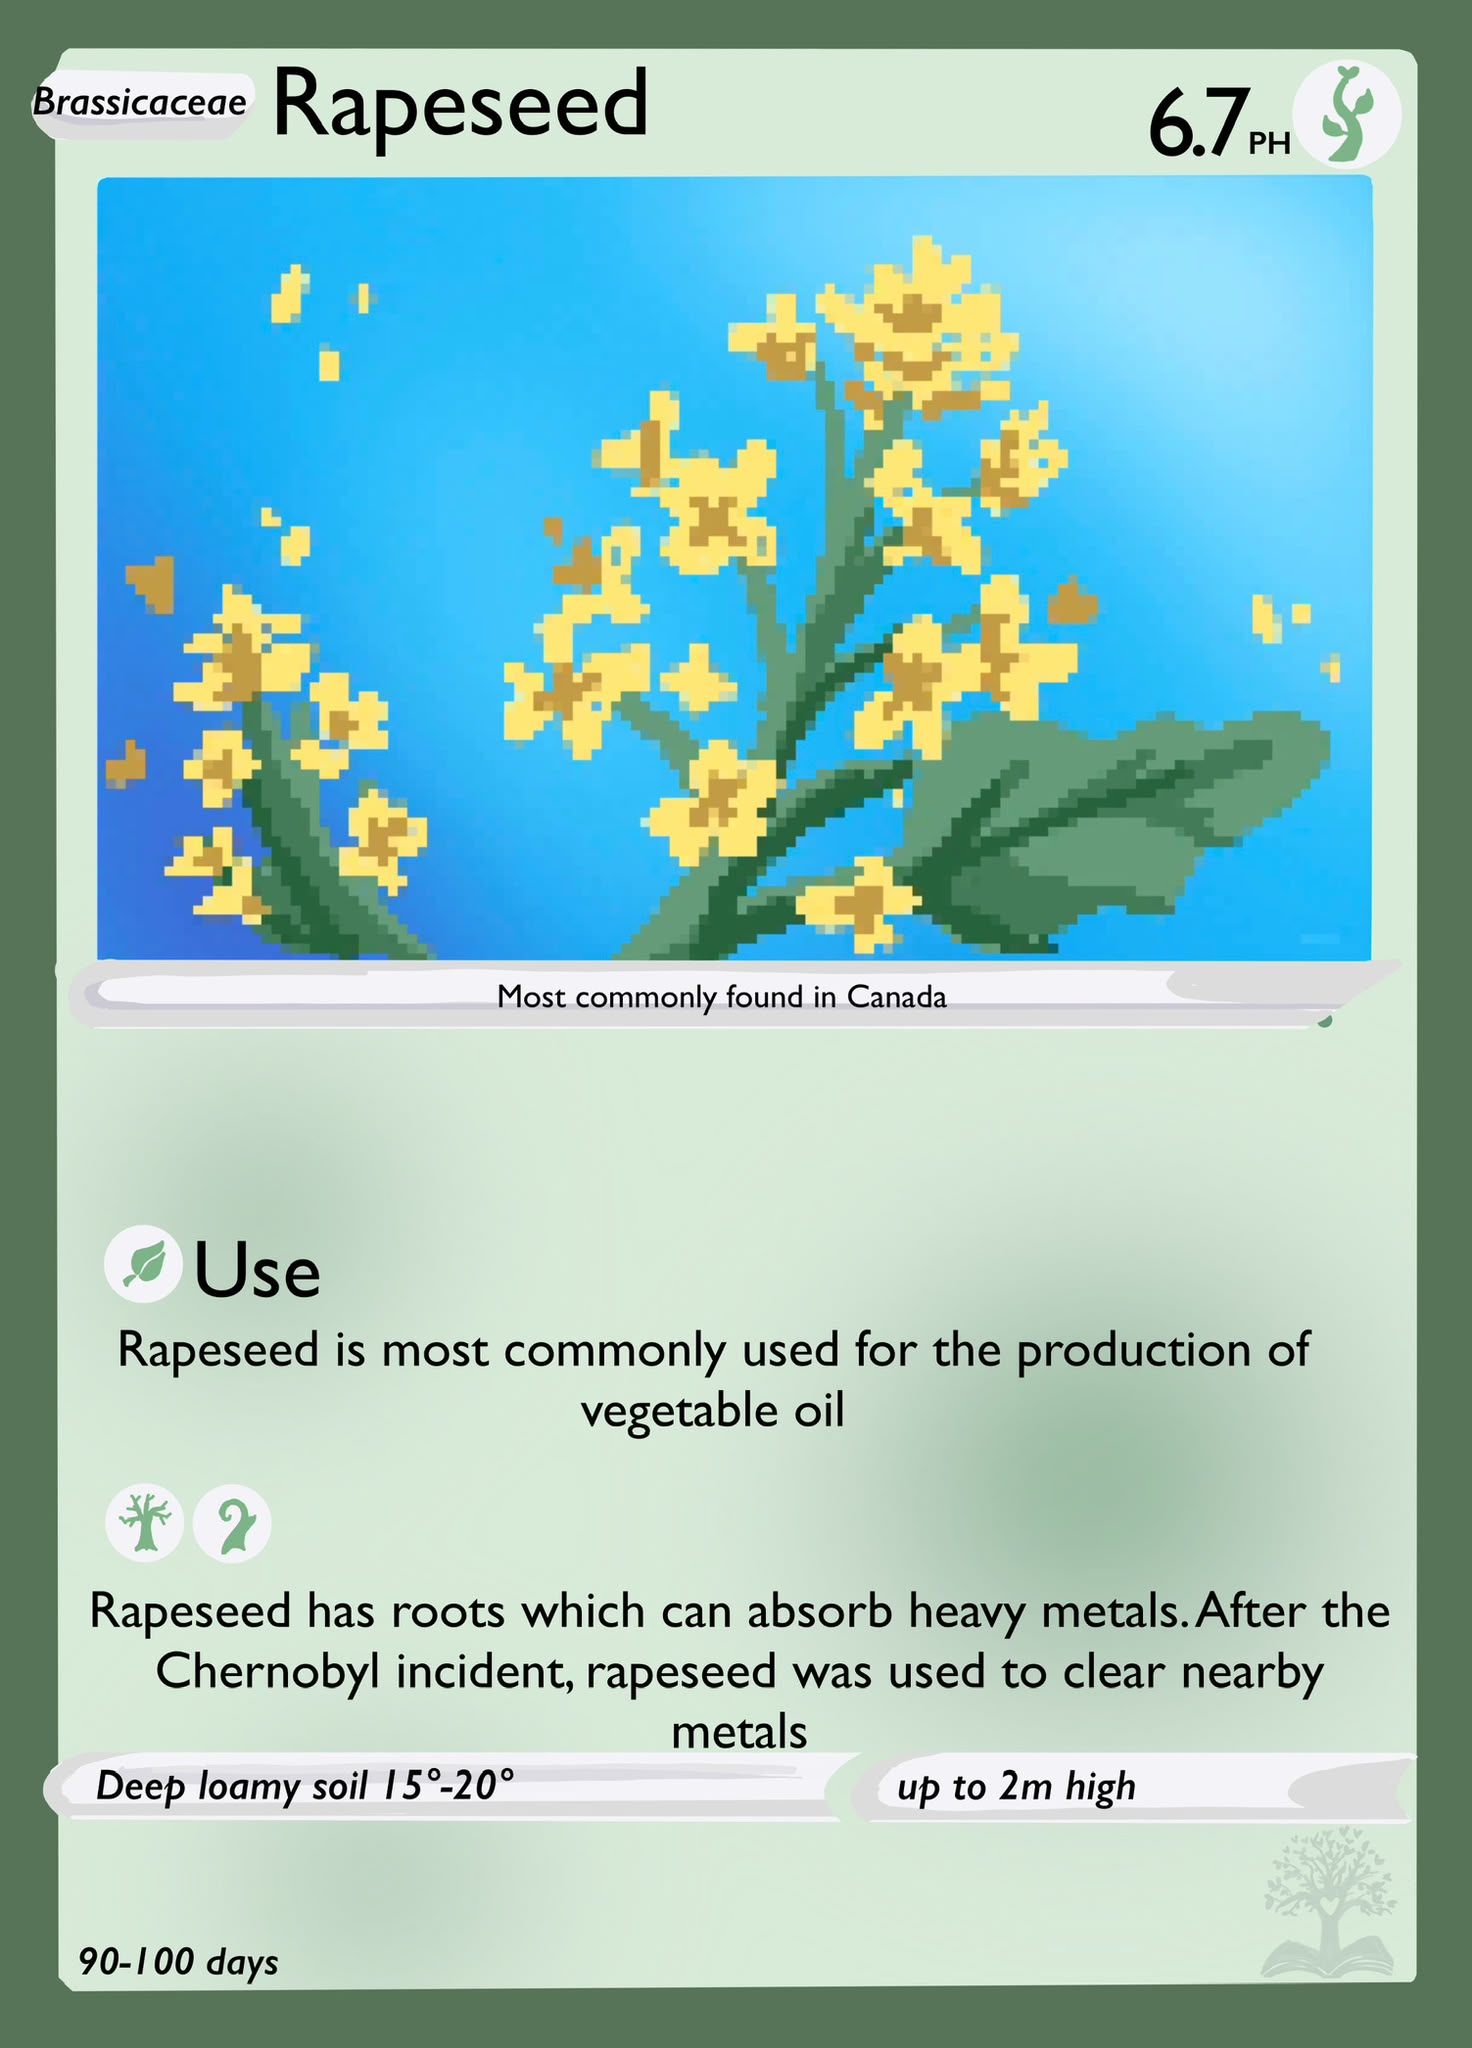 Brassicaceae
Rapeseed
6.7 PH
Most commonly found in Canada
Use
Rapeseed is most commonly used for the production of
vegetable oil
Rapeseed has roots which can absorb heavy metals. After the
Chernobyl incident, rapeseed was used to clear nearby
metals
Deep loamy soil 15°-20°
up to 2m high
90-100 days